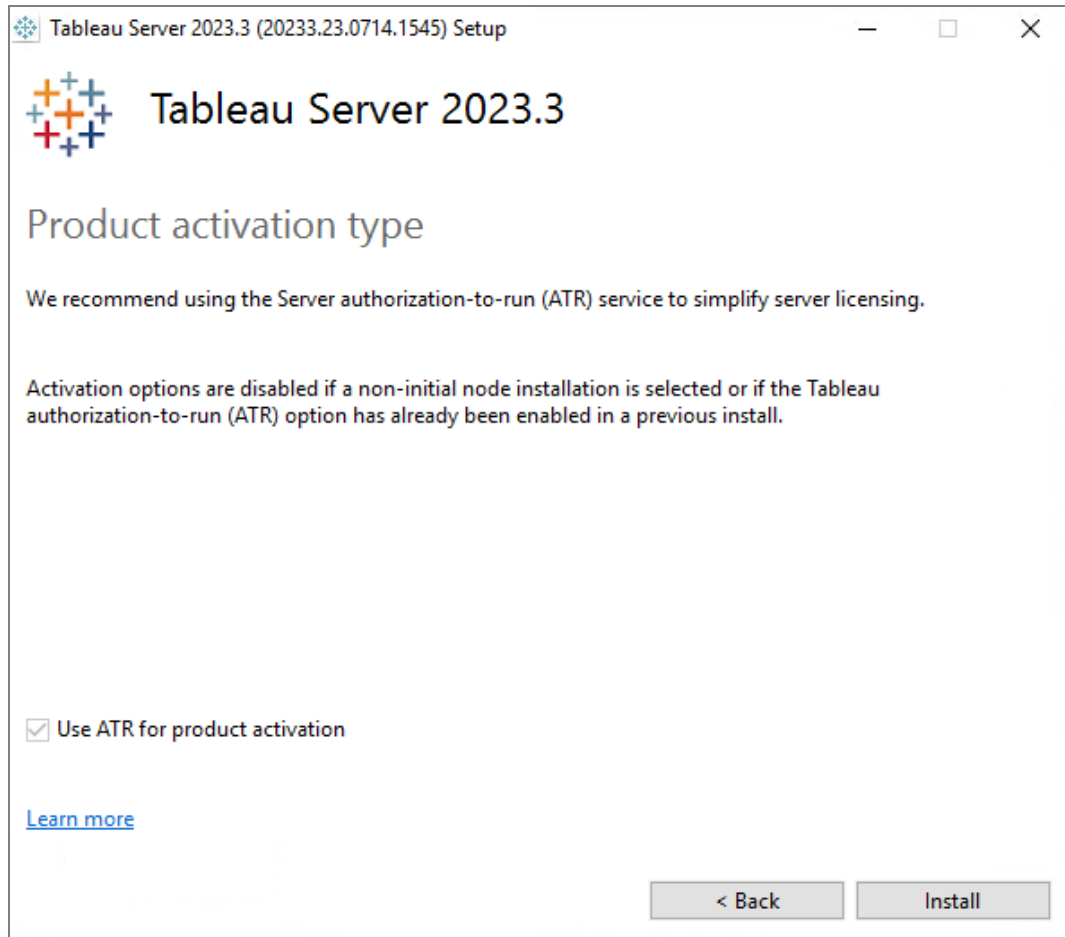 Tableau Server 2023.3 (20233.23.0714.1545) Setup
Tableau Server 2023.3
Product activation type
We recommend using the Server authorization-to-run (ATR) service to simplify server licensing.
Activation options are disabled if a non-initial node installation is selected or if the Tableau
authorization-to-run (ATR) option has already been enabled in a previous install.
Use ATR for product activation
Learn more
< Back
Install